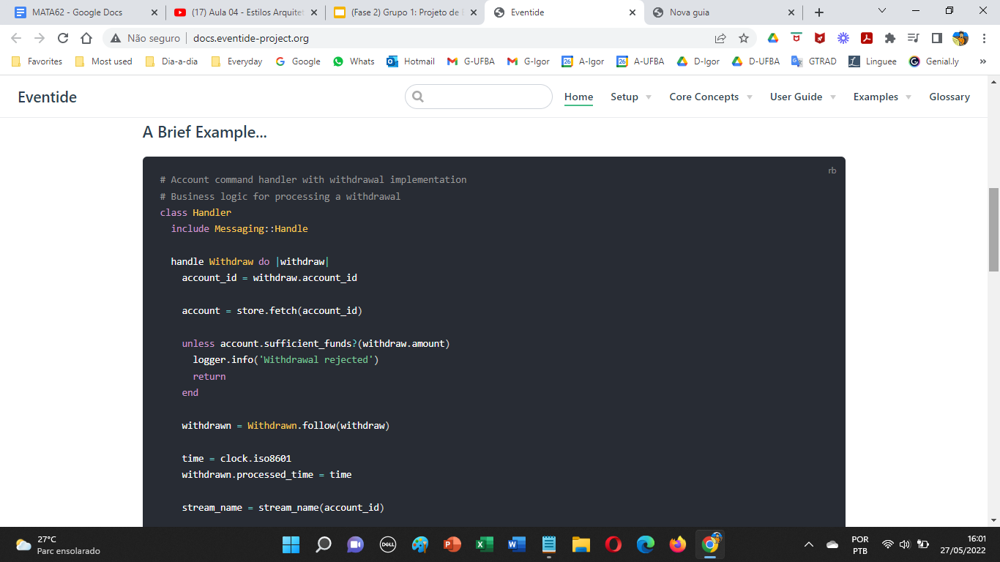 MATA62 - Google Docs
(17) Aula 04 - Estilos Arquite
(Fase 2) Grupo 1: Projeto de
Eventide
Nova guia
Não seguro
docs.eventide-project.org
Favorites
Most used
Dia-a-dia
Everyday
Google
Whats
Hotmail
G-UFBA
G-Igor
A-Igor
A-UFBA
D-Igor
D-UFBA
GTRAD
Linguee
Genial.ly
»
Eventide
Home
Setup
Core Concepts
User Guide
Examples
Glossary
A Brief Example...
rb
# Account command handler with withdrawal implementation
# Business logic for processing a withdrawal
class Handler
include Messaging::Handle
handle Withdraw do |withdraw|
account_id = withdraw.account_id
account = store.fetch(account_id)
unless account.sufficient_funds?(withdraw.amount)
logger.info('Withdrawal rejected')
return
end
withdrawn = Withdrawn.follow(withdraw)
time = clock.iso8601
withdrawn.processed_time = time
stream_name = stream_name(account_id)
27°C
Parc ensolarado
DELL
POR
PTB
16:01
27/05/2022